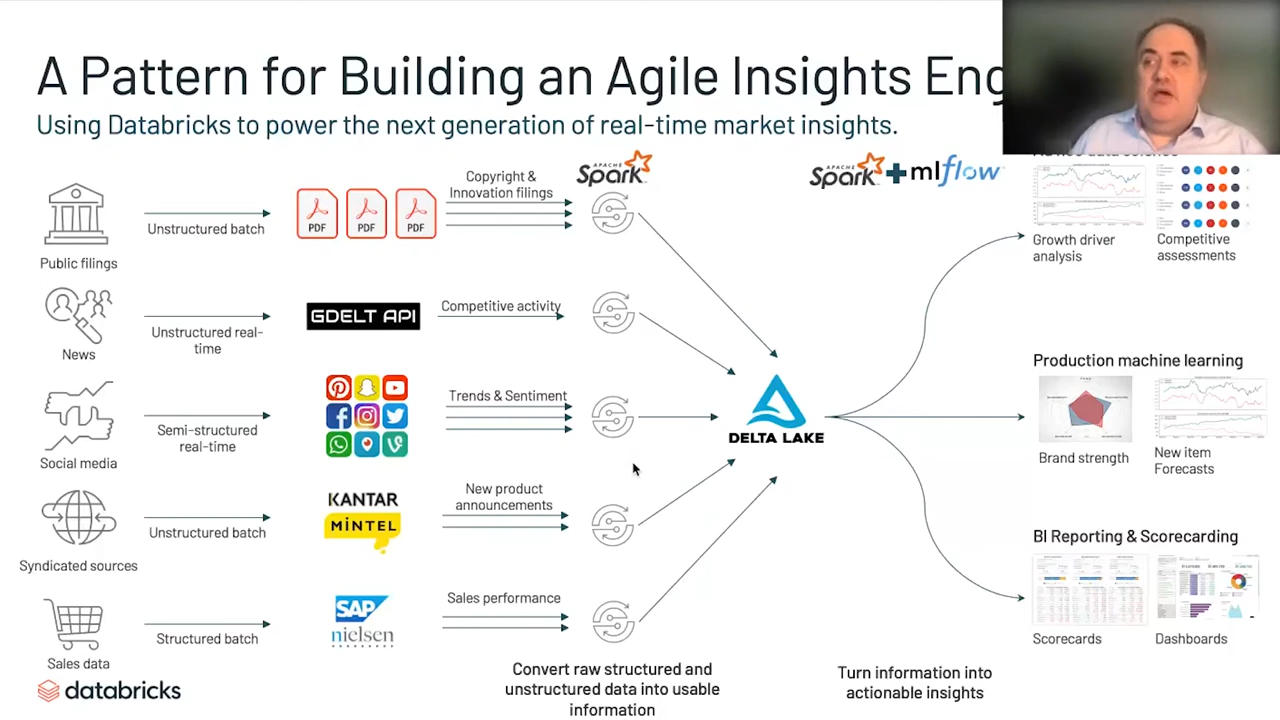 A Pattern for Building an Agile Insights Eng
Using Databricks to power the next generation of real-time market insights.
APACHE
Spark
APACHE
Spark
mlflow
Public filings
Unstructured batch
PDF
PDF
PDF
Copyright &
Innovation filings
Growth driver
analysis
Competitive
assessments
News
Unstructured real-
time
GDELT API
Competitive activity
Social media
Semi-structured
real-time
Trends & Sentiment
DELTA LAKE
Production machine learning
Brand strength
New item
Forecasts
Syndicated sources
Unstructured batch
KANTAR
MiNTEL
New product
announcements
BI Reporting & Scorecarding
Scorecards
Dashboards
Sales data
Structured batch
SAP
nielsen
Sales performance
Convert raw structured and
unstructured data into usable
information
Turn information into
actionable insights
databricks